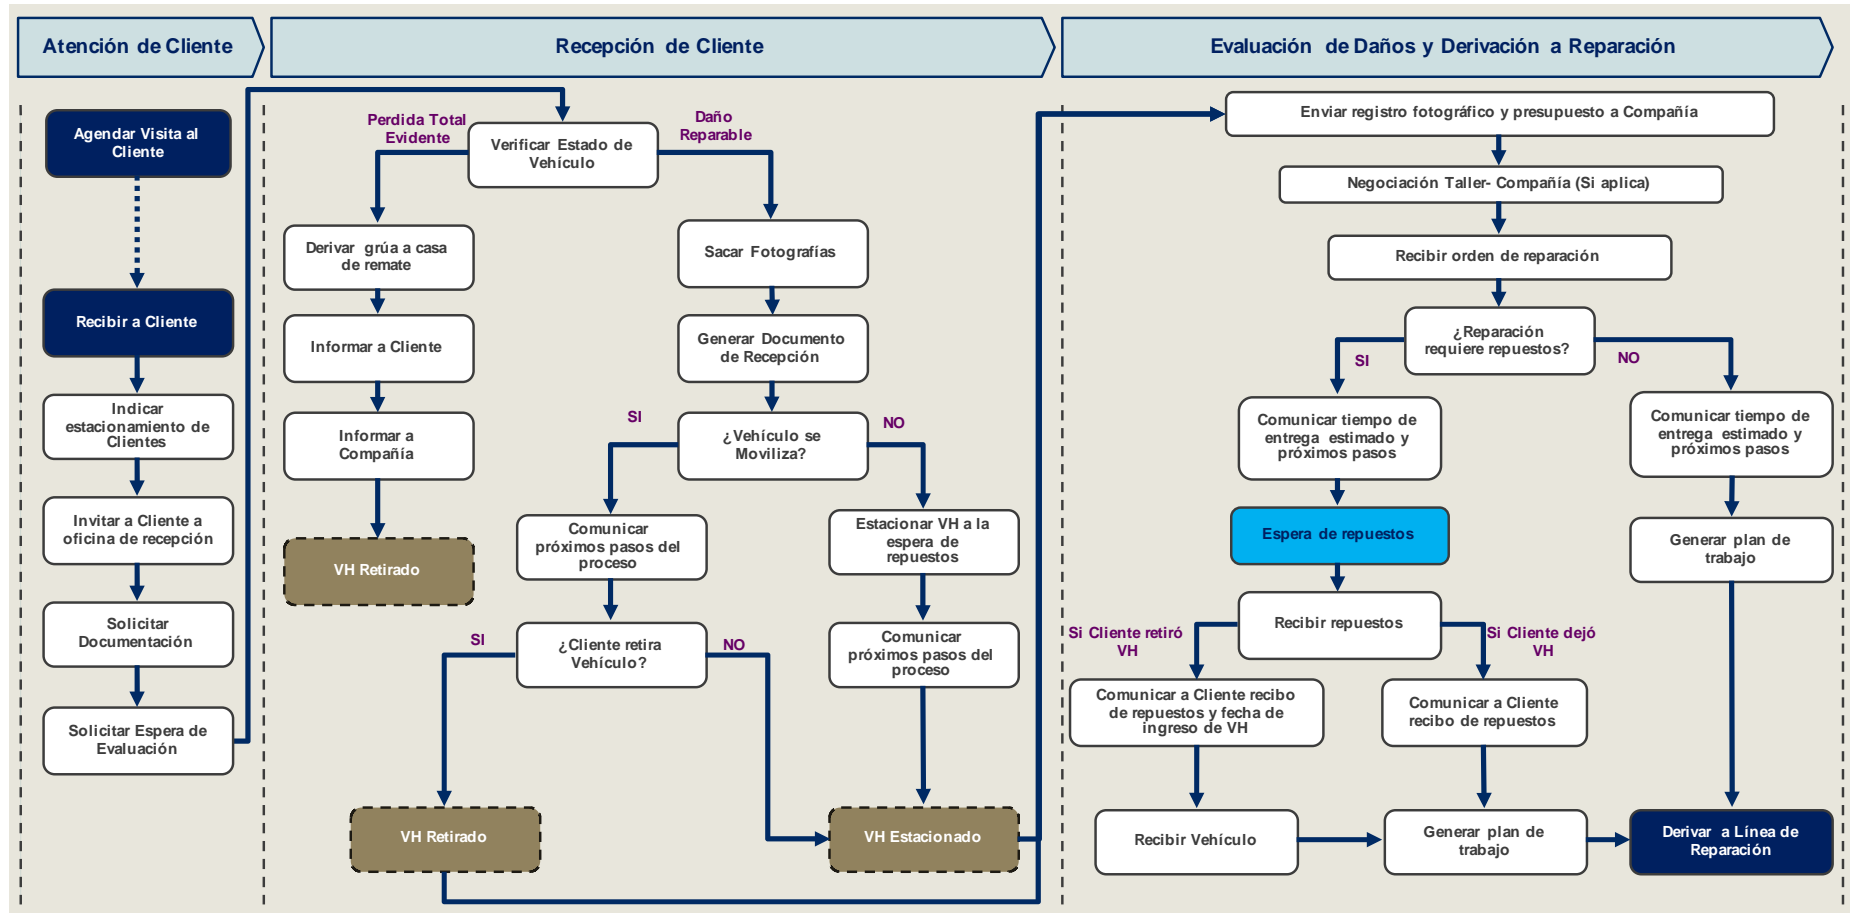 Atención de Cliente
Recepción de Cliente
Evaluación de Daños y Derivación a Reparación
Agendar Visita al
Cliente
Recibir a Cliente
Indicar
estacionamiento de
Clientes
Invitar a Cliente a
oficina de recepción
Solicitar
Documentación
Solicitar Espera de
Evaluación
Perdida Total
Evidente
Daño
Reparable
Verificar Estado de
Vehículo
Derivar grúa a casa
de remate
Informar a Cliente
Informar a
Compañía
VH Retirado
Sacar Fotografías
Generar Documento
de Recepción
SI
NO
¿Vehículo se
Moviliza?
Comunicar
próximos pasos del
proceso
Estacionar VH a la
espera de
repuestos
SI
NO
¿Cliente retira
Vehículo?
Comunicar
próximos pasos del
proceso
VH Retirado
VH Estacionado
Enviar registro fotográfico y presupuesto a Compañía
Negociación Taller- Compañía (Si aplica)
Recibir orden de reparación
¿Reparación
requiere repuestos?
SI
NO
Comunicar tiempo de
entrega estimado y
próximos pasos
Comunicar tiempo de
entrega estimado y
próximos pasos
Espera de repuestos
Generar plan de
trabajo
Recibir repuestos
Si Cliente retiró
VH
Si Cliente dejó
VH
Comunicar a Cliente recibo
de repuestos y fecha de
ingreso de VH
Comunicar a Cliente
recibo de repuestos
Recibir Vehículo
Generar plan de
trabajo
Derivar a Línea de
Reparación